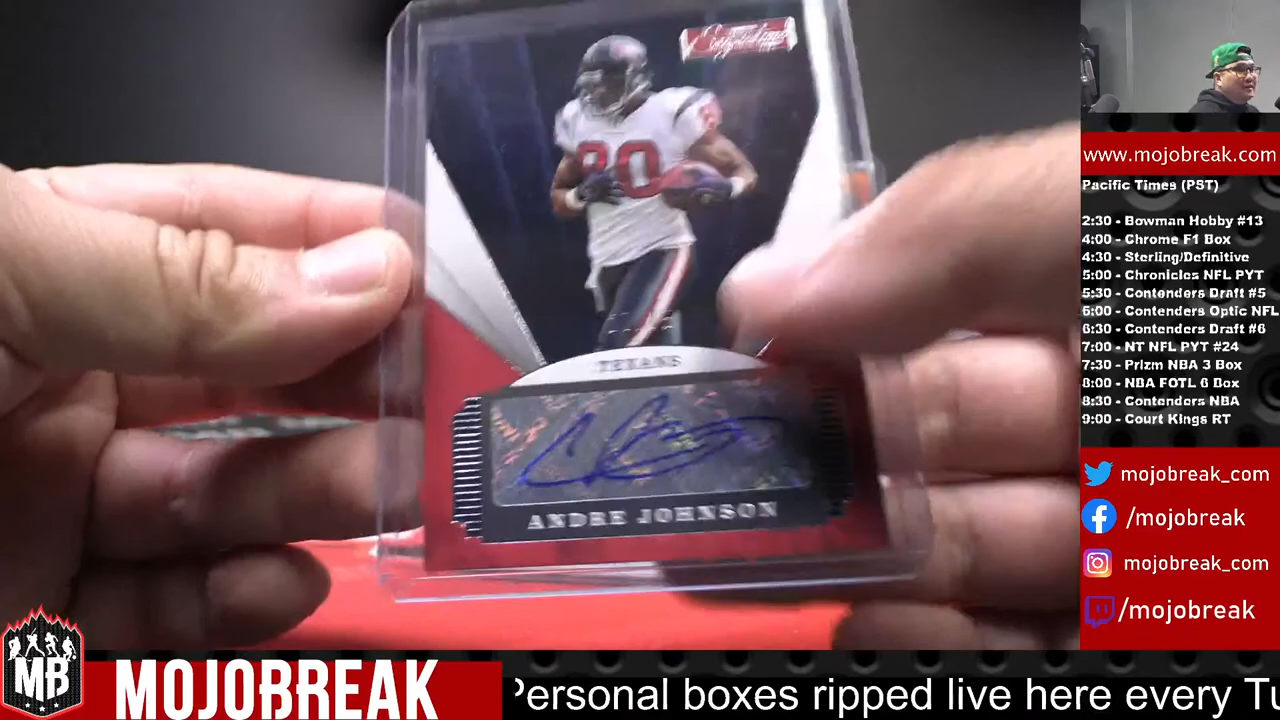 80
TEXANS
ANDRE JOHNSON
www.mojobreak.com
Pacific Times (PST)
2:30 - Bowman Hobby #13
4:00 - Chrome F1 Box
4:30 - Sterling/Definitive
5:00 - Chronicles NFL PYT
5:30 - Contenders Draft #5
6:00 - Contenders Optic NFL
6:30 - Contenders Draft #6
7:00 - NT NFL PYT #24
7:30 - Prizm NBA 3 Box
8:00 - NBA FOTL 6 Box
8:30 - Contenders NBA
9:00 - Court Kings RT
mojobreak_com
/mojobreak
mojobreak_com
/mojobreak
MB
MOJOBREAK
Personal boxes ripped live here every Tu